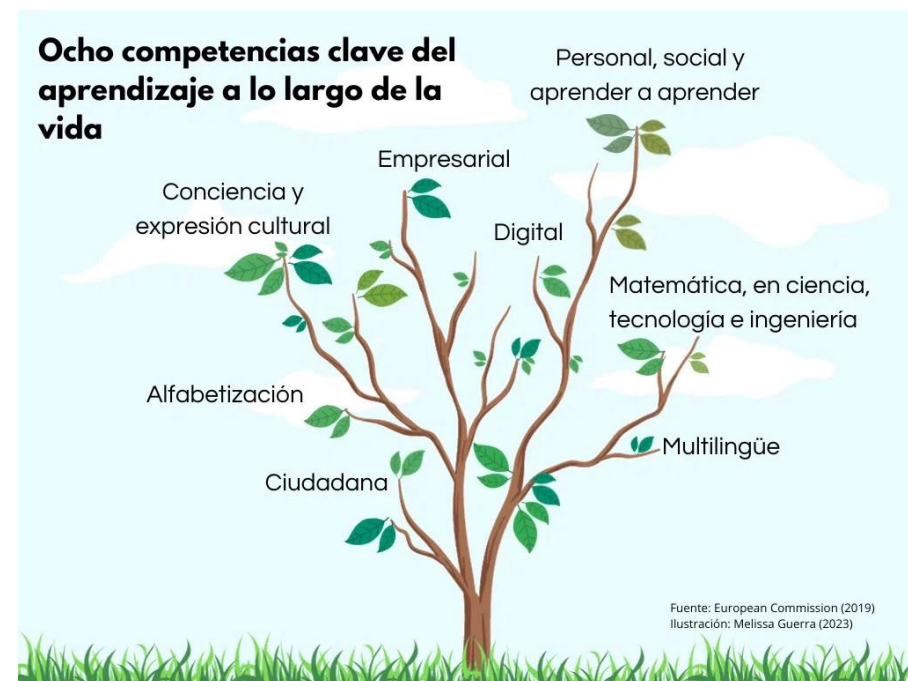 Ocho competencias clave del
aprendizaje a lo largo de la
vida
Personal, social y
aprender a aprender
Empresarial
Conciencia y
expresión cultural
Digital
Matemática, en ciencia,
tecnología e ingeniería
Alfabetización
Multilingüe
Ciudadana
Fuente: European Commission (2019)
Ilustración: Melissa Guerra (2023)